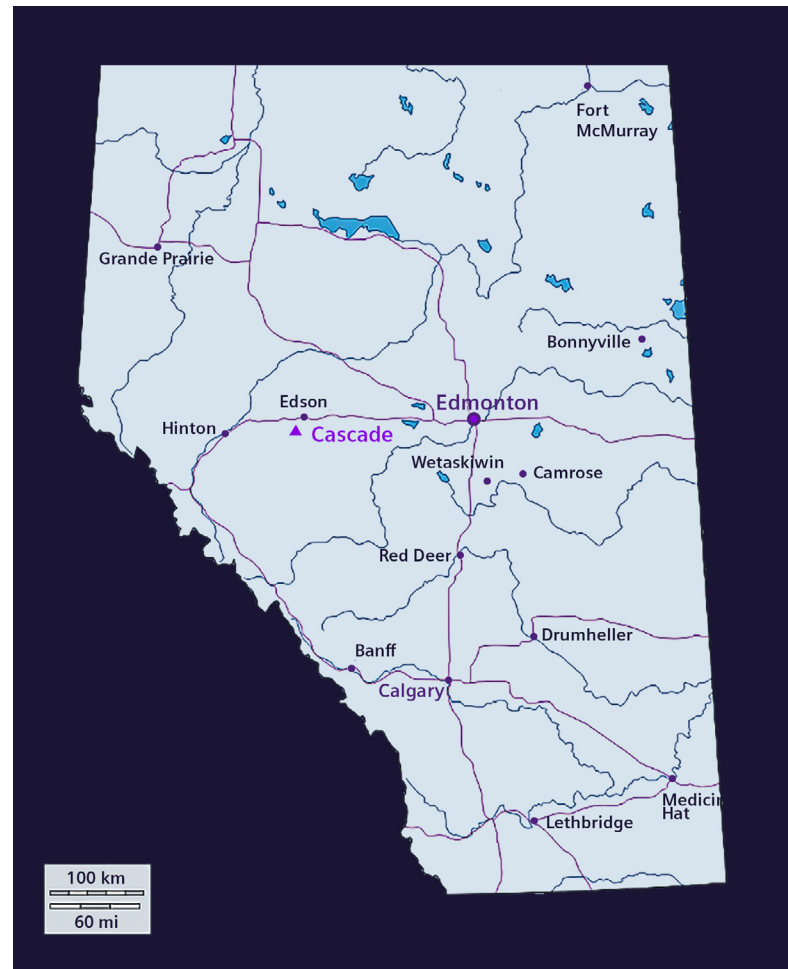 Fort
McMurray
Grande Prairie
Bonnyville
Edson
Edmonton
Hinton
Cascade
Wetaskiwin
Camrose
Red Deer
Drumheller
Banff
Calgary
Medicin
Hat
Lethbridge
100 km
60 mi